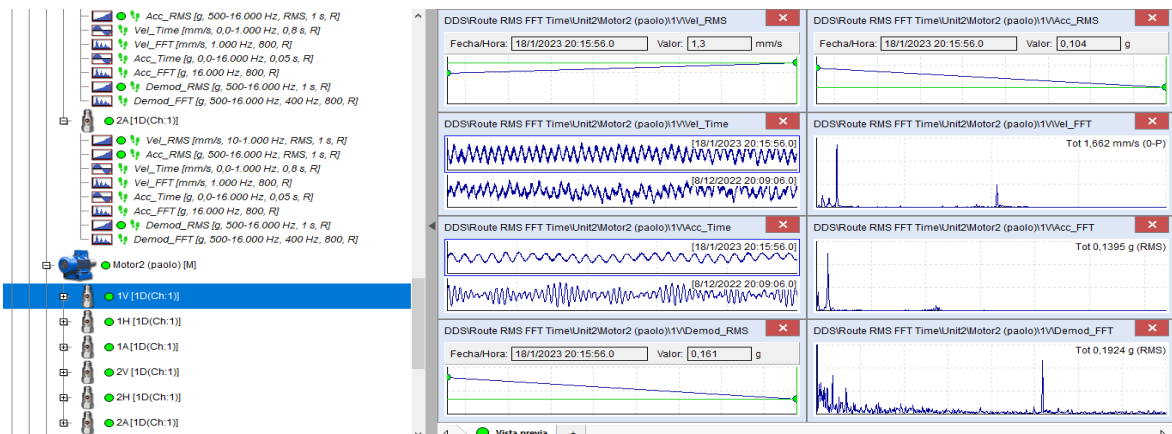 Acc_RMS [g, 500-16.000 Hz, RMS, 1 s, R]
Vel_Time [mm/s, 0,0-1.000 Hz, 0,8 s, R]
Vel_FFT [mm/s, 1.000 Hz, 800, R]
Acc_Time [g, 0,0-16.000 Hz, 0,05 s, R]
Acc_FFT [g, 16.000 Hz, 800, R]
Demod_RMS [g, 500-16.000 Hz, 1 s, R]
Demod_FFT [g, 500-16.000 Hz, 400 Hz, 800, R]
2A [1D(Ch:1)]
Vel_RMS [mm/s, 10-1.000 Hz, RMS, 1 s, R]
Acc_RMS [g, 500-16.000 Hz, RMS, 1 s, R]
Vel_Time [mm/s, 0,0-1.000 Hz, 0,8 s, R]
Vel_FFT [mm/s, 1.000 Hz, 800, R]
Acc_Time [g, 0,0-16.000 Hz, 0,05 s, R]
Acc_FFT [g, 16.000 Hz, 800, R]
Demod_RMS [g, 500-16.000 Hz, 1 s, R]
Demod_FFT [g, 500-16.000 Hz, 400 Hz, 800, R]
Motor2 (paolo) [M]
1V [1D(Ch:1)]
1H [1D(Ch:1)]
1A [1D(Ch:1)]
2V [1D(Ch:1)]
2H [1D(Ch:1)]
2A [1D(Ch:1)]
DDS\Route RMS FFT Time\Unit2\Motor2 (paolo)\1V\Vel_RMS
Fecha/Hora: 18/1/2023 20:15:56.0 Valor: 1,3 mm/s
DDS\Route RMS FFT Time\Unit2\Motor2 (paolo)\1V\Acc_RMS
Fecha/Hora: 18/1/2023 20:15:56.0 Valor: 0,104 g
DDS\Route RMS FFT Time\Unit2\Motor2 (paolo)\1V\Vel_Time
[18/1/2023 20:15:56.0]
[8/12/2022 20:09:06.0]
DDS\Route RMS FFT Time\Unit2\Motor2 (paolo)\1V\Vel_FFT
Tot 1,662 mm/s (0-P)
DDS\Route RMS FFT Time\Unit2\Motor2 (paolo)\1V\Acc_Time
[18/1/2023 20:15:56.0]
[8/12/2022 20:09:06.0]
DDS\Route RMS FFT Time\Unit2\Motor2 (paolo)\1V\Acc_FFT
Tot 0,1395 g (RMS)
DDS\Route RMS FFT Time\Unit2\Motor2 (paolo)\1V\Demod_RMS
Fecha/Hora: 18/1/2023 20:15:56.0 Valor: 0,161 g
DDS\Route RMS FFT Time\Unit2\Motor2 (paolo)\1V\Demod_FFT
Tot 0,1924 g (RMS)
Vista previa